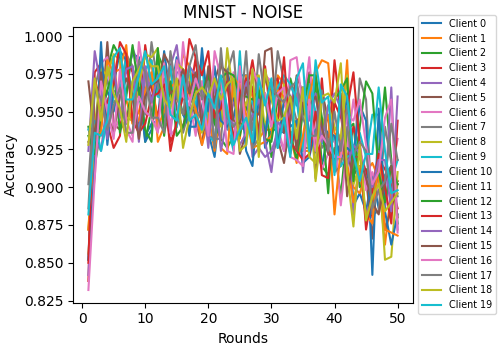 MNIST - NOISE
Accuracy
1.000
0.975
0.950
0.925
0.900
0.875
0.850
0.825
0
10
20
30
40
50
Rounds
Client 0
Client 1
Client 2
Client 3
Client 4
Client 5
Client 6
Client 7
Client 8
Client 9
Client 10
Client 11
Client 12
Client 13
Client 14
Client 15
Client 16
Client 17
Client 18
Client 19